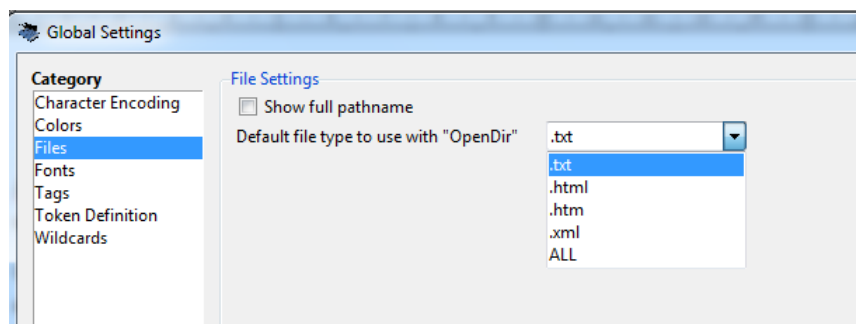 Global Settings
Category
Character Encoding
Colors
Files
Fonts
Tags
Token Definition
Wildcards
File Settings
Show full pathname
Default file type to use with "OpenDir" .txt
.txt
.html
.htm
.xml
ALL